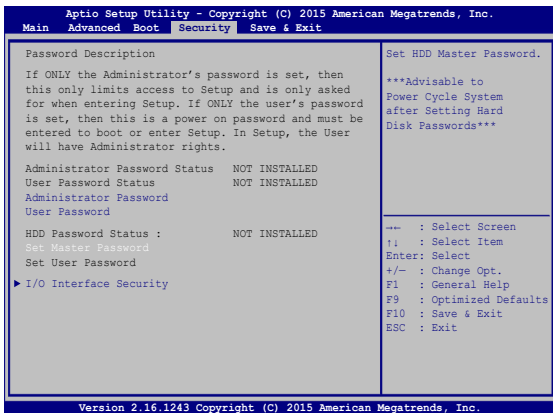 Aptio Setup Utility - Copyright (C) 2015 American Megatrends, Inc.
Main Advanced Boot Security Save & Exit
Password Description
If ONLY the Administrator's password is set, then
this only limits access to Setup and is only asked
for when entering Setup. If ONLY the user's password
is set, then this is a power on password and must be
entered to boot or enter Setup. In Setup, the User
will have Administrator rights.
Administrator Password Status NOT INSTALLED
User Password Status NOT INSTALLED
Administrator Password
User Password
HDD Password Status : NOT INSTALLED
Set Master Password
Set User Password
▶ I/O Interface Security
Set HDD Master Password.
***Advisable to
Power Cycle System
after Setting Hard
Disk Passwords***
→← : Select Screen
↑↓ : Select Item
Enter: Select
+/— : Change Opt.
F1 : General Help
F9 : Optimized Defaults
F10 : Save & Exit
ESC : Exit
Version 2.16.1243 Copyright (C) 2015 American Megatrends, Inc.